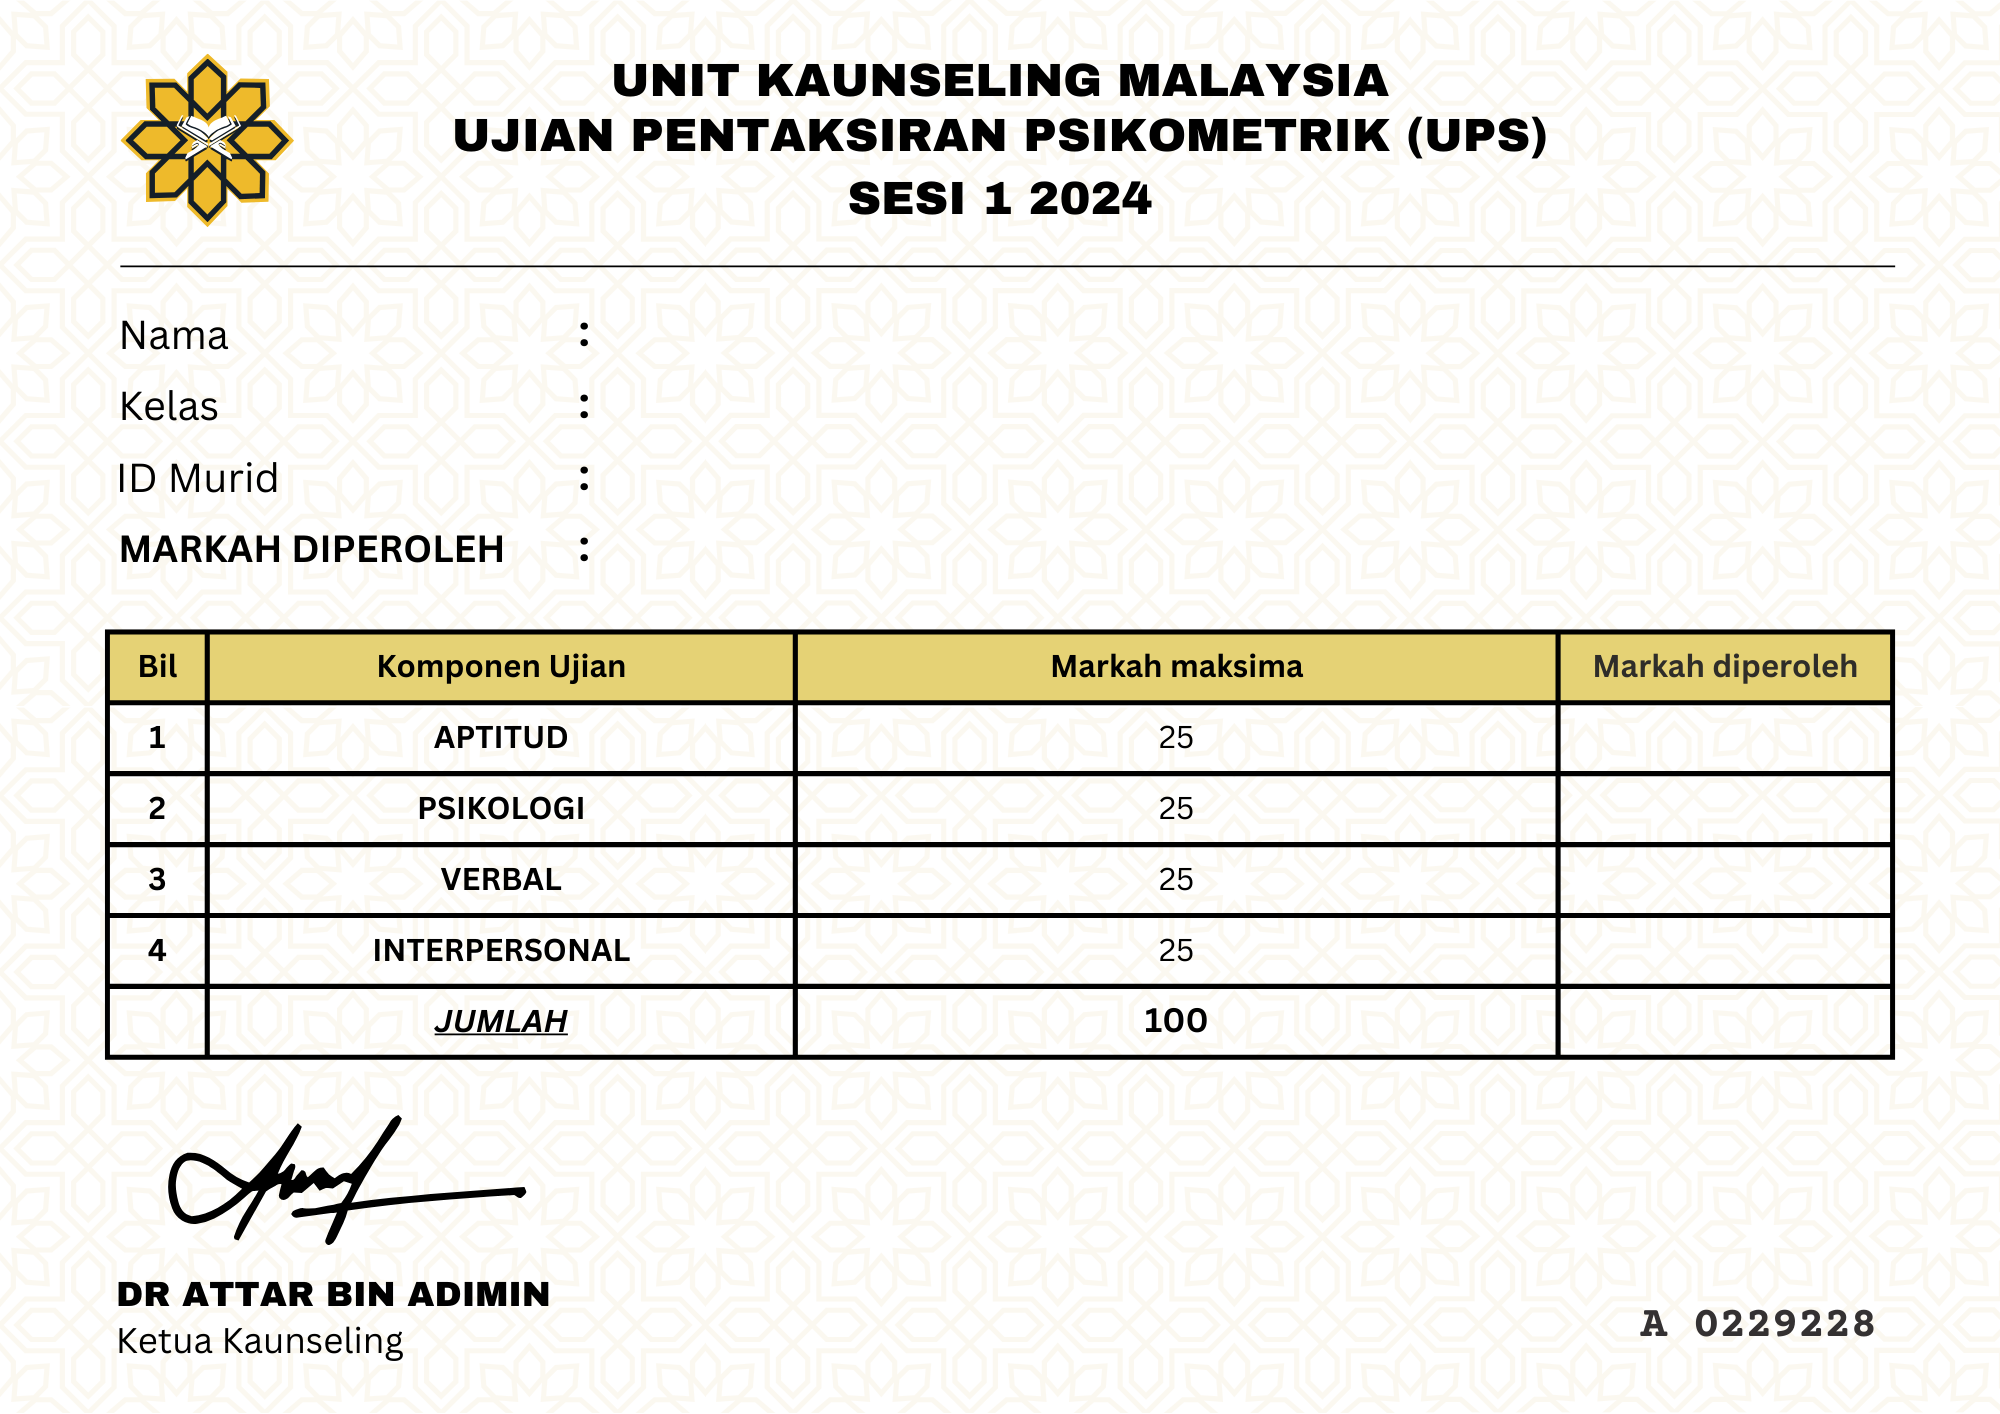 UNIT KAUNSELING MALAYSIA
UJIAN PENTAKSIRAN PSIKOMETRIK (UPS)
SESI 1 2024
Nama :
Kelas :
ID Murid :
MARKAH DIPEROLEH :
Bil Komponen Ujian Markah maksima Markah diperoleh
1 APTITUD 25
2 PSIKOLOGI 25
3 VERBAL 25
4 INTERPERSONAL 25
JUMLAH 100
DR ATTAR BIN ADIMIN
Ketua Kaunseling
A 0229228